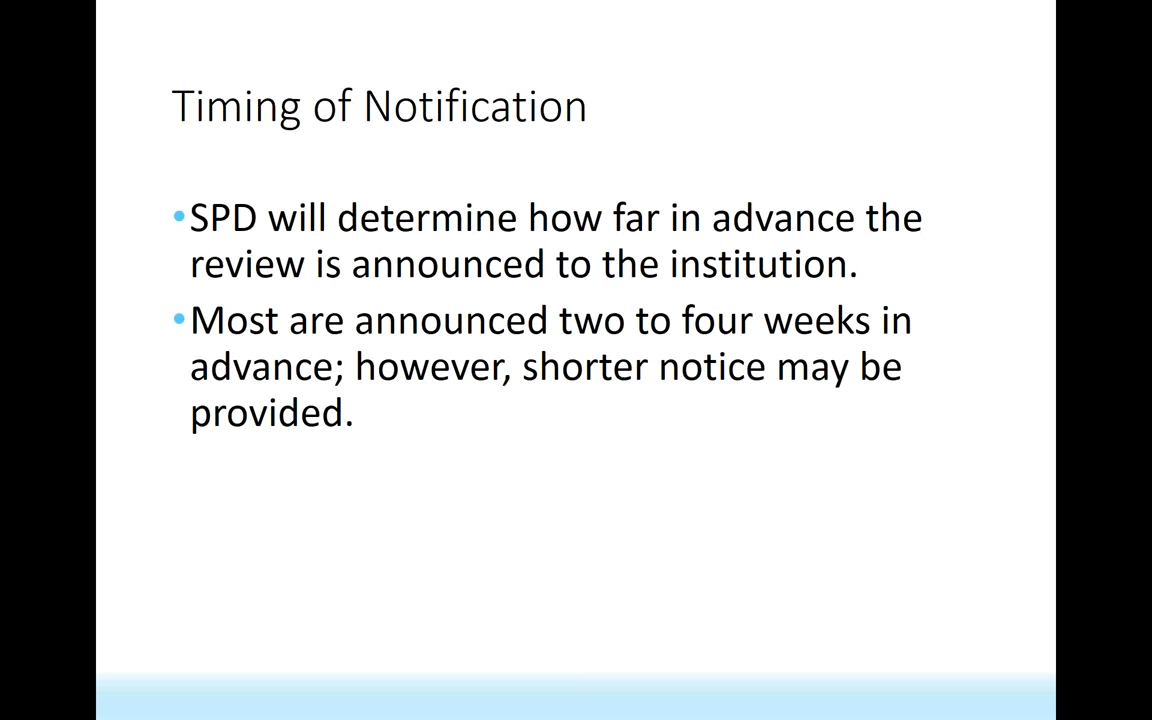 Timing of Notification
•SPD will determine how far in advance the
review is announced to the institution.
•Most are announced two to four weeks in
advance; however, shorter notice may be
provided.